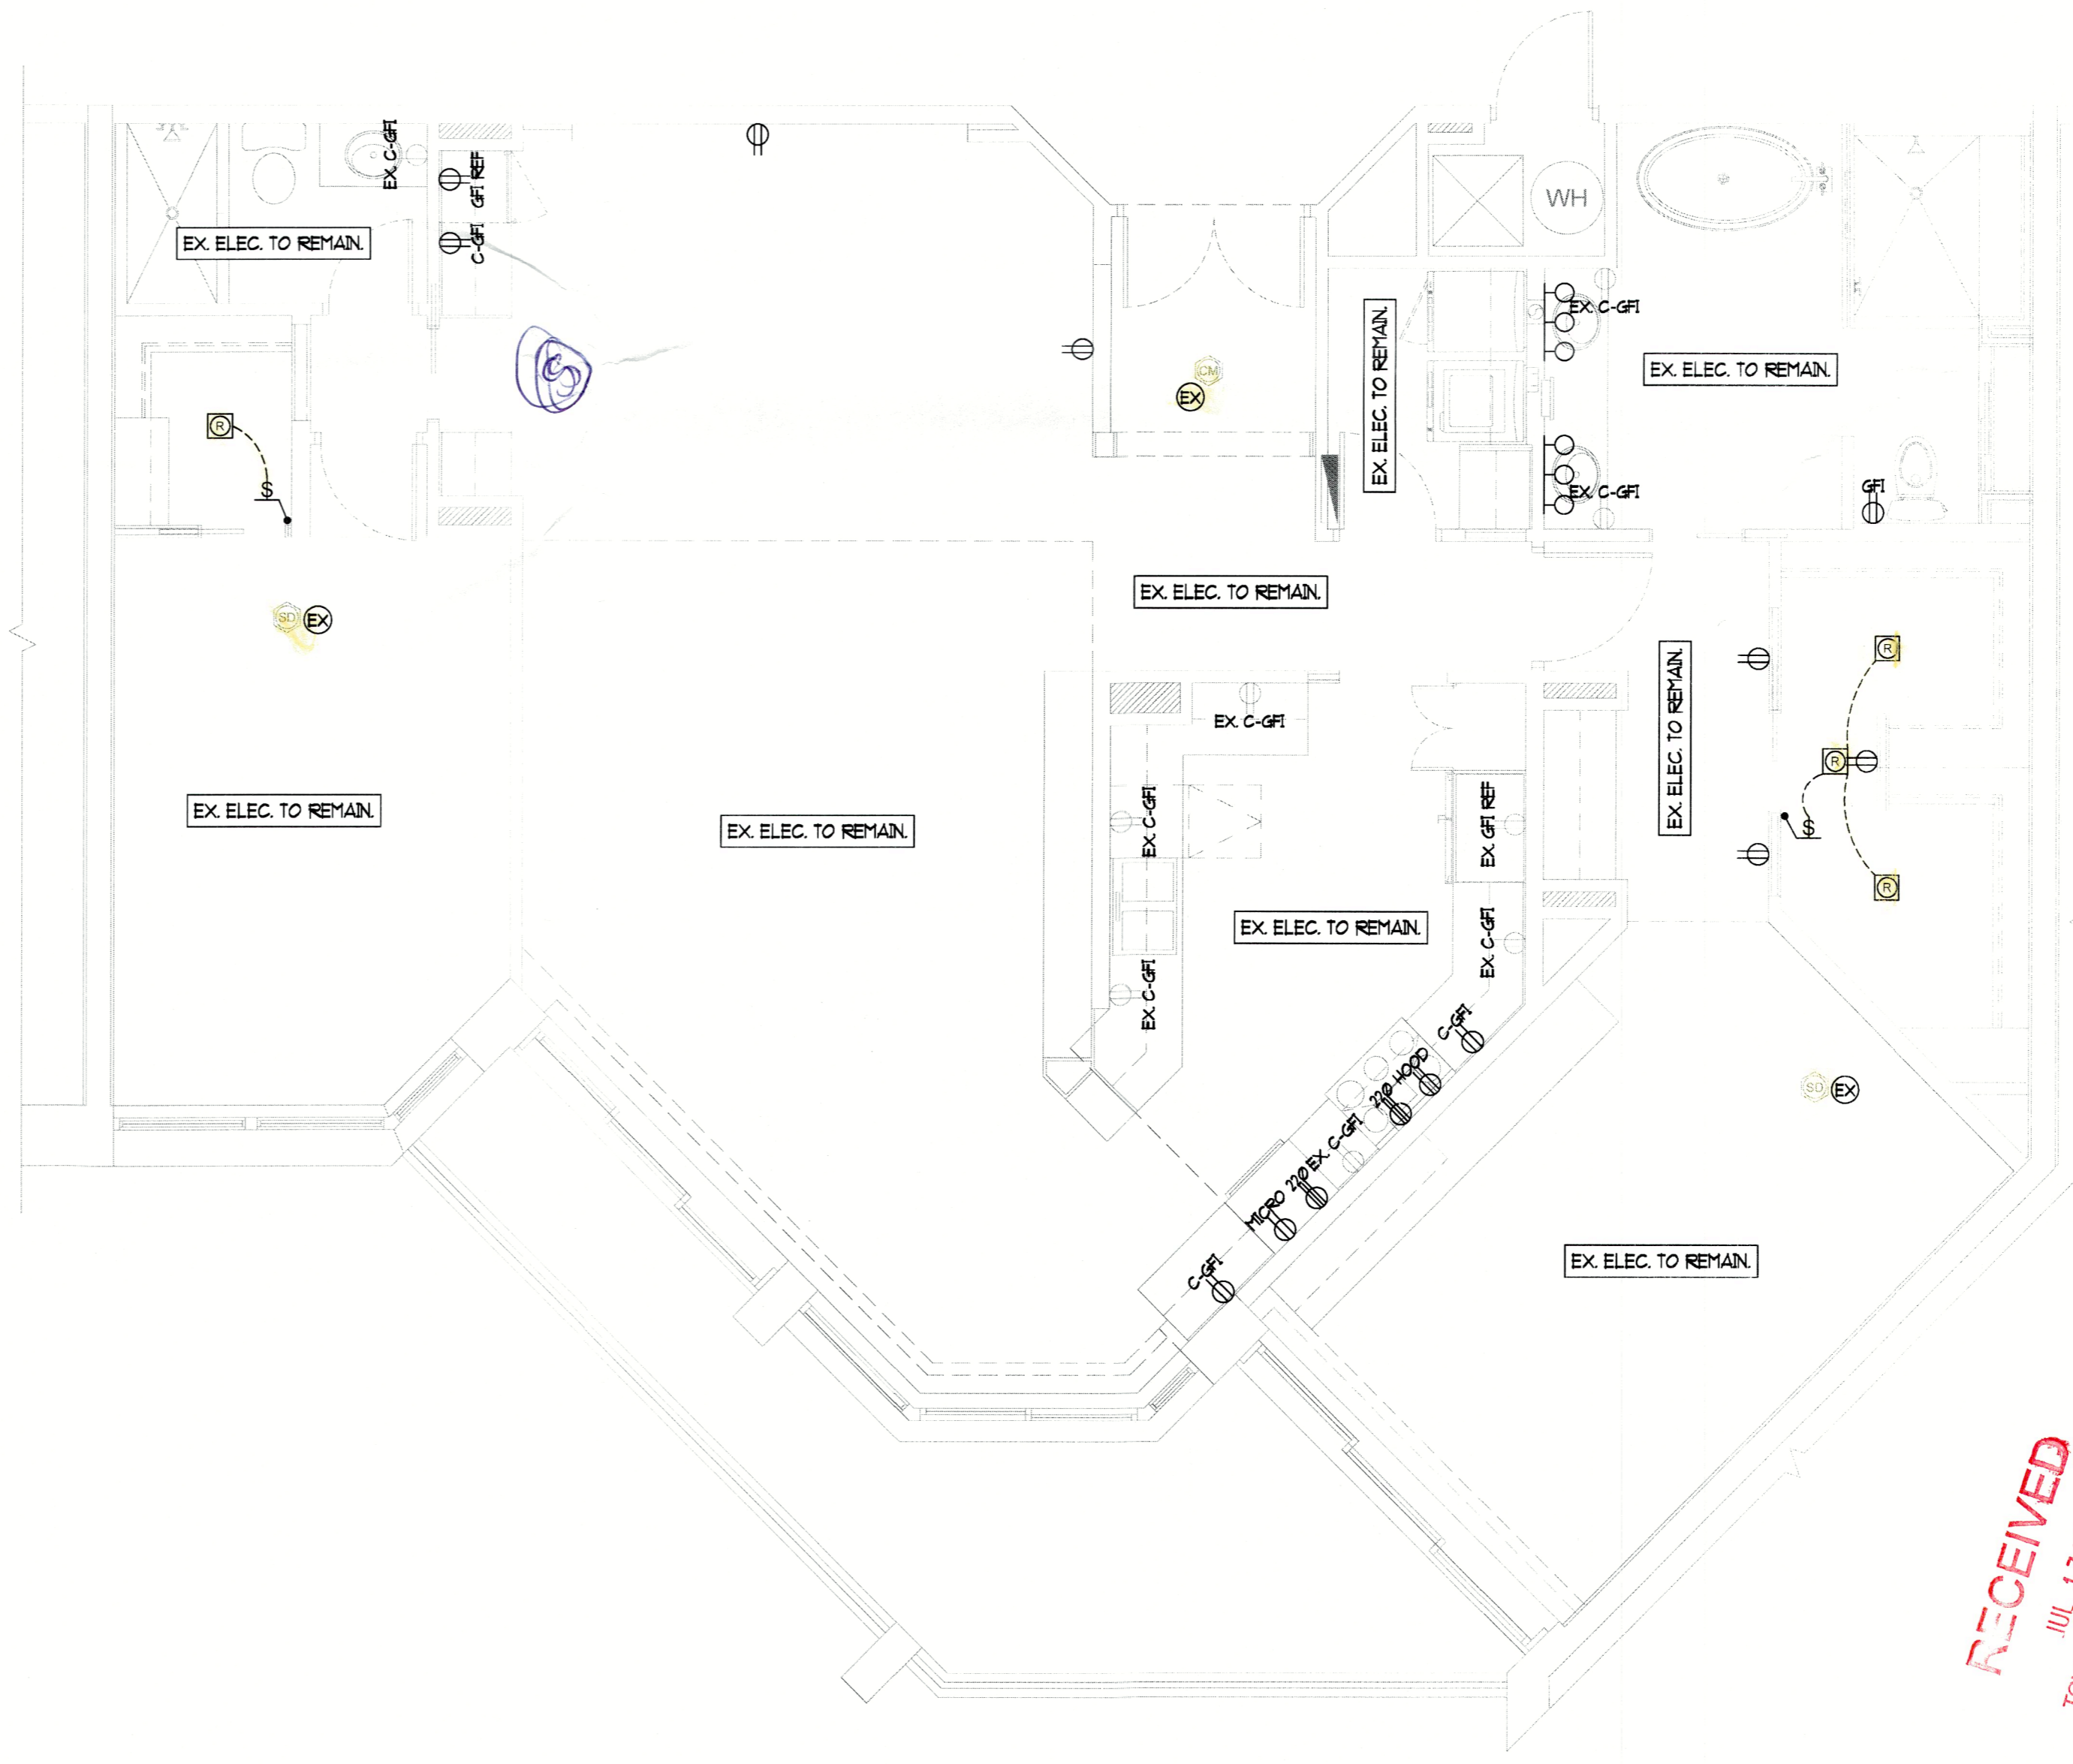 EX. C-GFI
GFI REF
C-GFI
EX. ELEC. TO REMAIN.
WH
EX. C-GFI
EX. ELEC. TO REMAIN.
EX. ELEC. TO REMAIN.
CM
EX
R
S
EX. C-GFI
GFI
EX. ELEC. TO REMAIN.
SD
EX
EX. ELEC. TO REMAIN.
R
EX. C-GFI
R
S
EX. ELEC. TO REMAIN.
EX. ELEC. TO REMAIN.
EX. C-GFI
EX. GFI REF
R
EX. ELEC. TO REMAIN.
EX. C-GFI
EX. C-GFI
C-GFI
HOOD
220
SD
EX
EX. C-GFI
220
MICRO
C-GFI
EX. ELEC. TO REMAIN.
RECEIVED
JUL 17